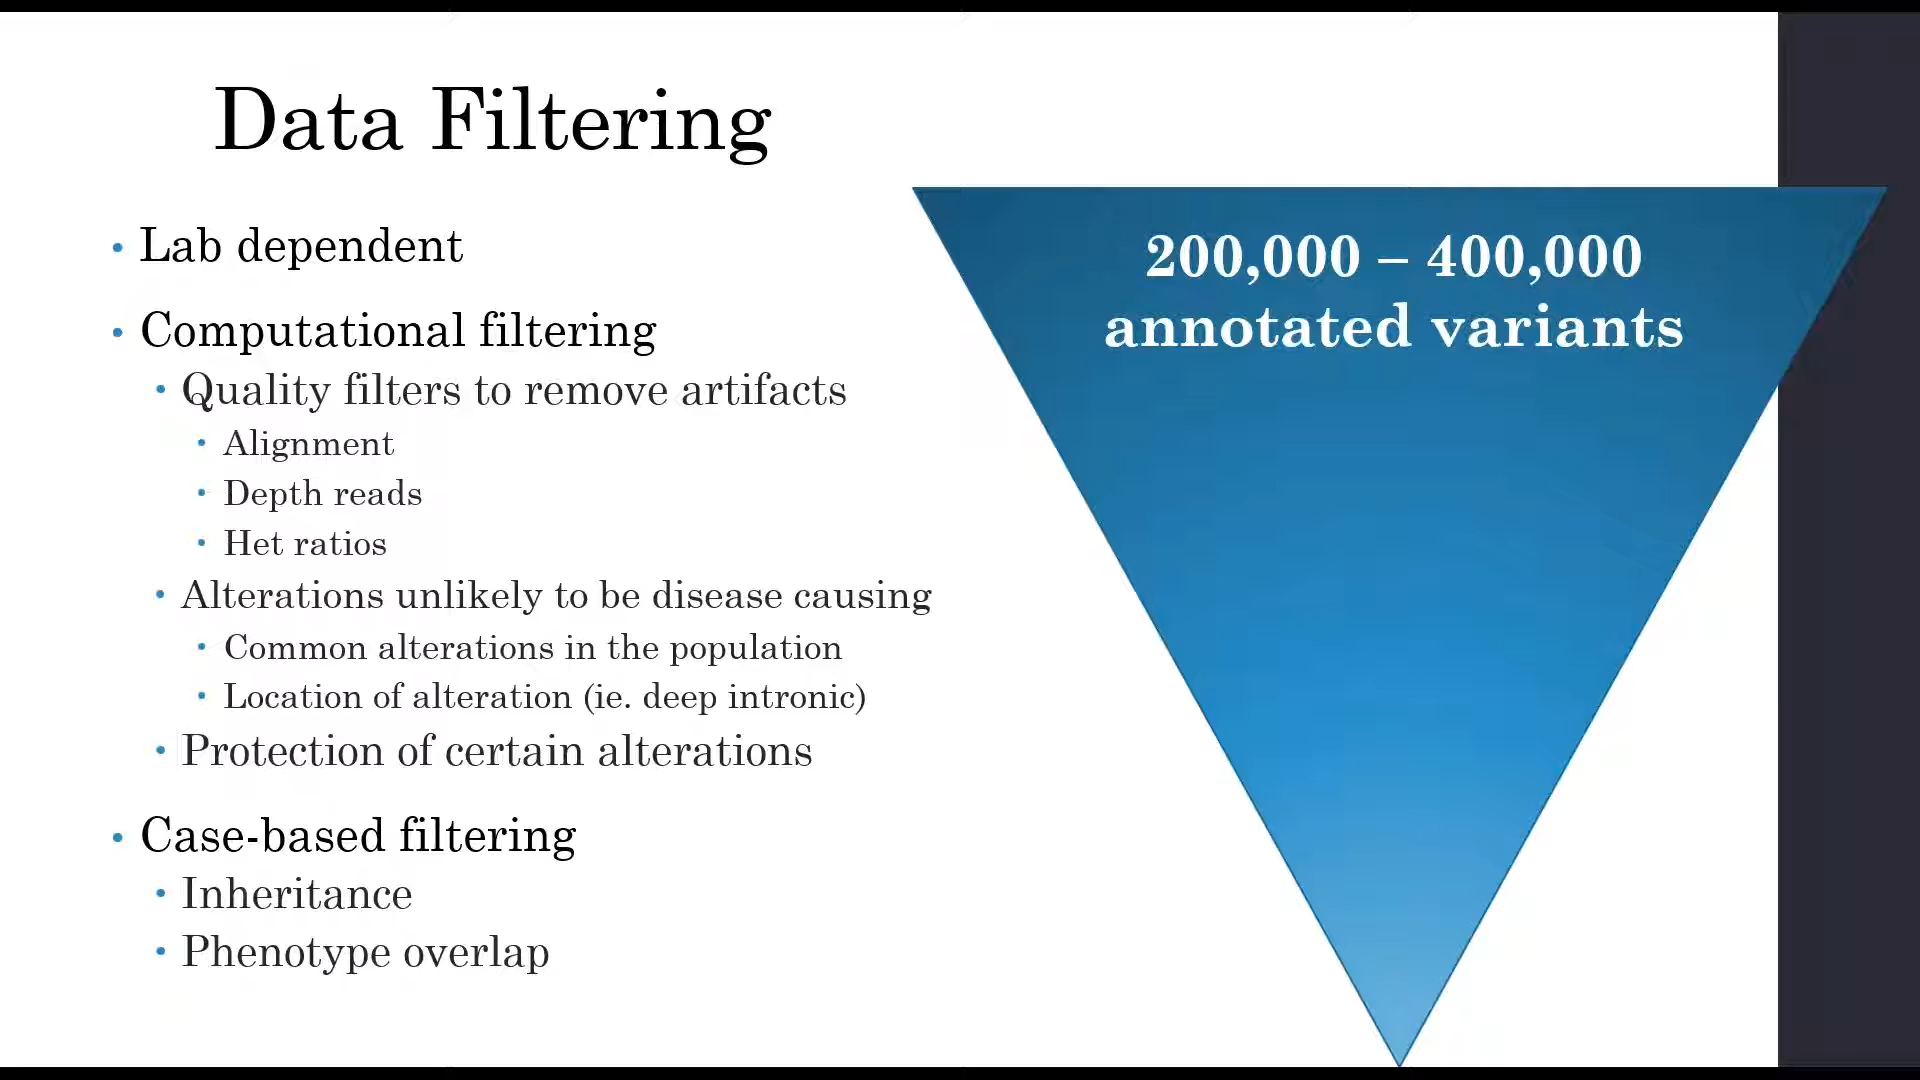 Data Filtering
Lab dependent
Computational filtering
Quality filters to remove artifacts
Alignment
Depth reads
Het ratios
Alterations unlikely to be disease causing
Common alterations in the population
Location of alteration (ie. deep intronic)
Protection of certain alterations
Case-based filtering
Inheritance
Phenotype overlap
200,000 – 400,000
annotated variants